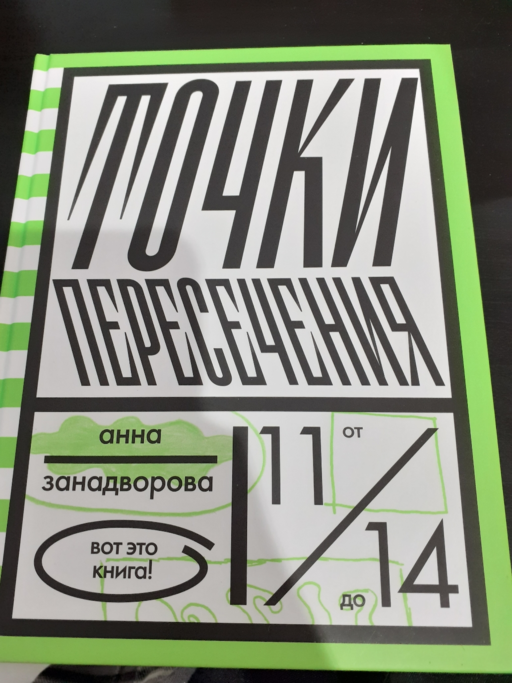 ТОЧКИ
ПЕРЕСЕЧЕНИЯ
анна
занадворова
ВОТ ЭТО
КНИГА!
11 от
до 14